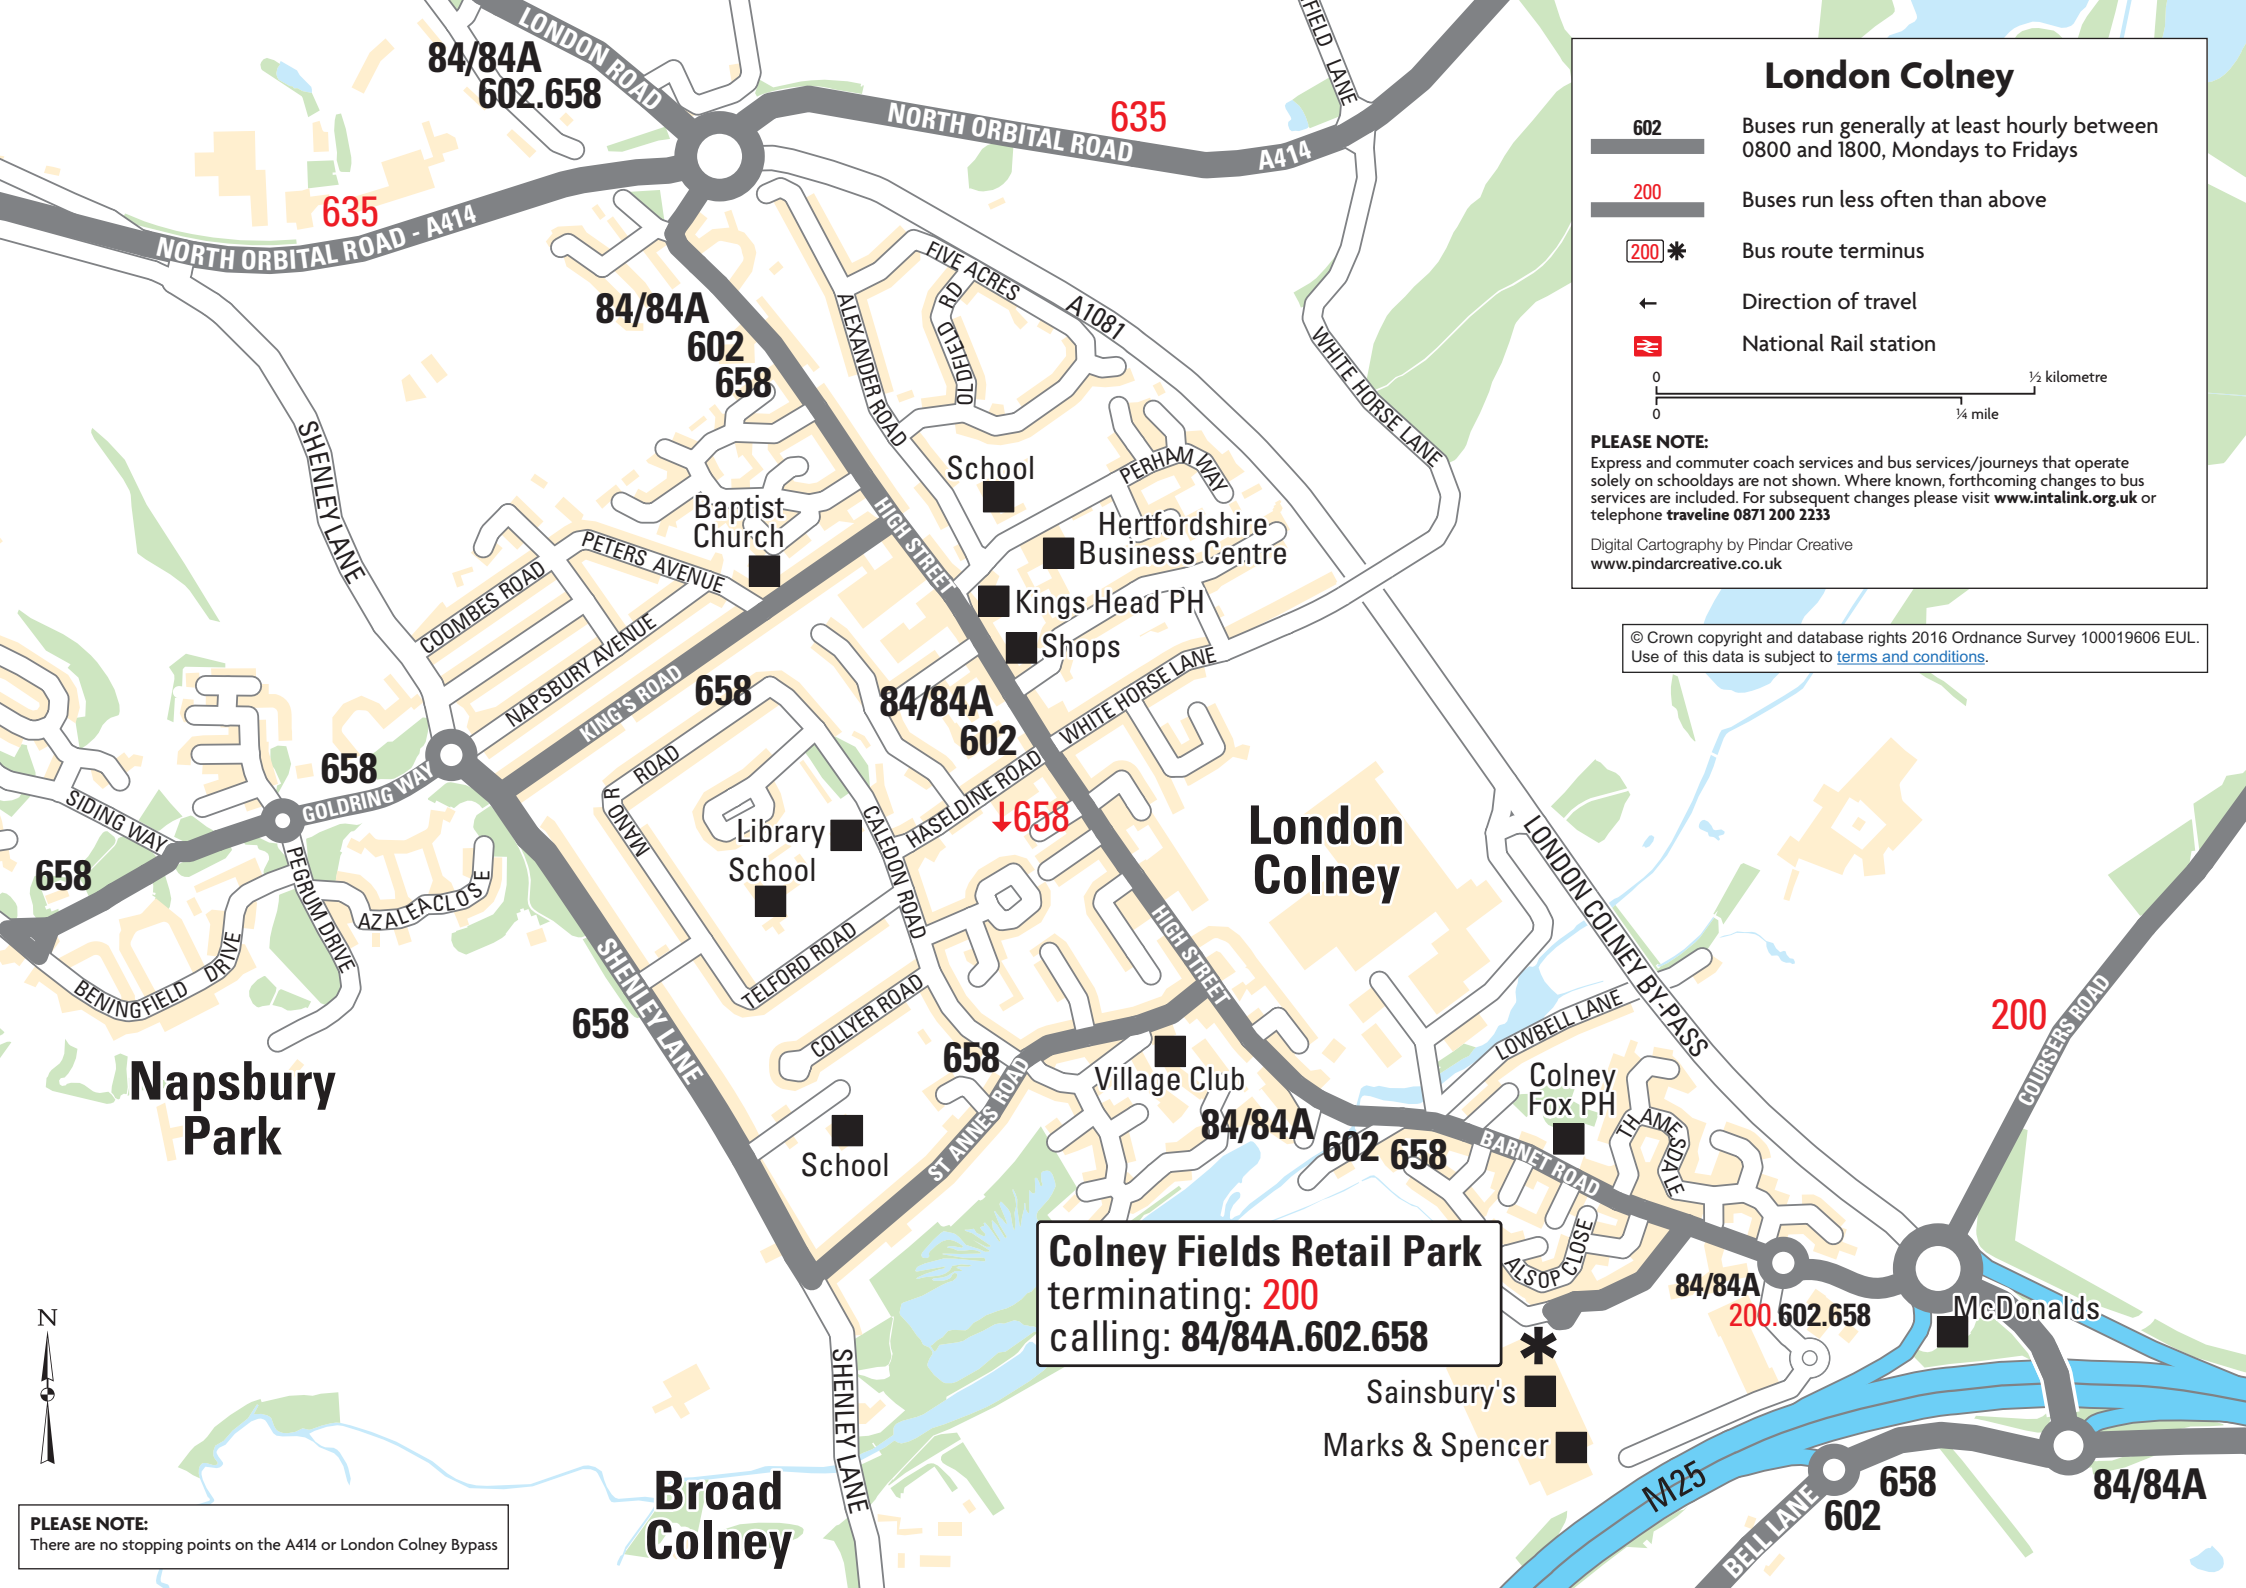 LONDON ROAD
84/84A
602.658
FIELD LANE
NORTH ORBITAL ROAD
635
A414
635
NORTH ORBITAL ROAD - A414
London Colney
602
Buses run generally at least hourly between
0800 and 1800, Mondays to Fridays
200
Buses run less often than above
200
Bus route terminus
Direction of travel
National Rail station
0
½ kilometre
0
¼ mile
PLEASE NOTE:
Express and commuter coach services and bus services/journeys that operate
solely on schooldays are not shown. Where known, forthcoming changes to bus
services are included. For subsequent changes please visit www.intalink.org.uk or
telephone traveline 0871 200 2233
Digital Cartography by Pindar Creative
www.pindarcreative.co.uk
© Crown copyright and database rights 2016 Ordnance Survey 100019606 EUL.
Use of this data is subject to terms and conditions.
84/84A
602
658
ALEXANDER ROAD
FIVE ACRES
OLDFIELD RD
A1081
WHITE HORSE LANE
SHENLEY LANE
School
PERHAM WAY
Baptist
Church
HIGH STREET
Hertfordshire
Business Centre
PETERS AVENUE
COOMBES ROAD
Kings Head PH
Shops
NAPSBURY AVENUE
KING'S ROAD
658
84/84A
602
WHITE HORSE LANE
658
GOLDRING WAY
MANOR ROAD
HASELDINE ROAD
658
SIDING WAY
Library
School
CALEDON ROAD
London
Colney
LONDON COLNEY BY-PASS
658
PEGRUM DRIVE
AZALEA CLOSE
BENINGFIELD DRIVE
SHENLEY LANE
658
TELFORD ROAD
COLLYER ROAD
HIGH STREET
LOWBELL LANE
COURSERS ROAD
200
Napsbury
Park
658
ST ANNES ROAD
Village Club
84/84A
602 658
Colney
Fox PH
BARNET ROAD
THAMESDALE
School
ALSOP CLOSE
Colney Fields Retail Park
terminating: 200
calling: 84/84A.602.658
84/84A
200.602.658
McDonalds
N
SHENLEY LANE
Sainsbury's
Marks & Spencer
Broad
Colney
M25
BELL LANE
658
602
84/84A
PLEASE NOTE:
There are no stopping points on the A414 or London Colney Bypass